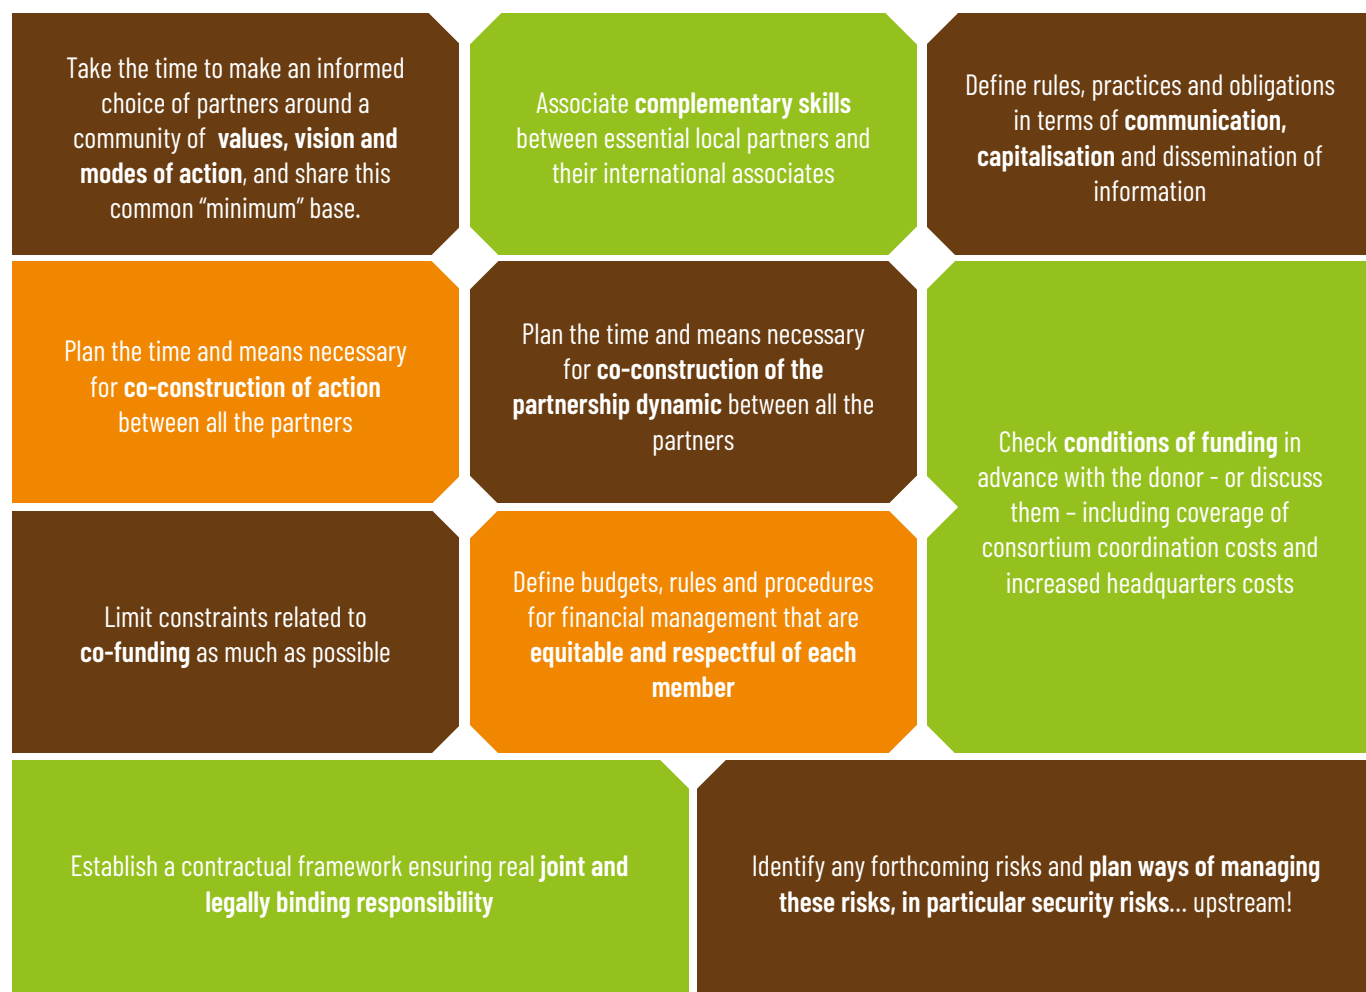 Take the time to make an informed
choice of partners around a
community of values, vision and
modes of action, and share this
common “minimum” base.
Associate complementary skills
between essential local partners and
their international associates
Define rules, practices and obligations
in terms of communication,
capitalisation and dissemination of
information
Plan the time and means necessary
for co-construction of action
between all the partners
Plan the time and means necessary
for co-construction of the
partnership dynamic between all the
partners
Check conditions of funding in
advance with the donor - or discuss
them – including coverage of
consortium coordination costs and
increased headquarters costs
Limit constraints related to
co-funding as much as possible
Define budgets, rules and procedures
for financial management that are
equitable and respectful of each
member
Establish a contractual framework ensuring real joint and
legally binding responsibility
Identify any forthcoming risks and plan ways of managing
these risks, in particular security risks... upstream!